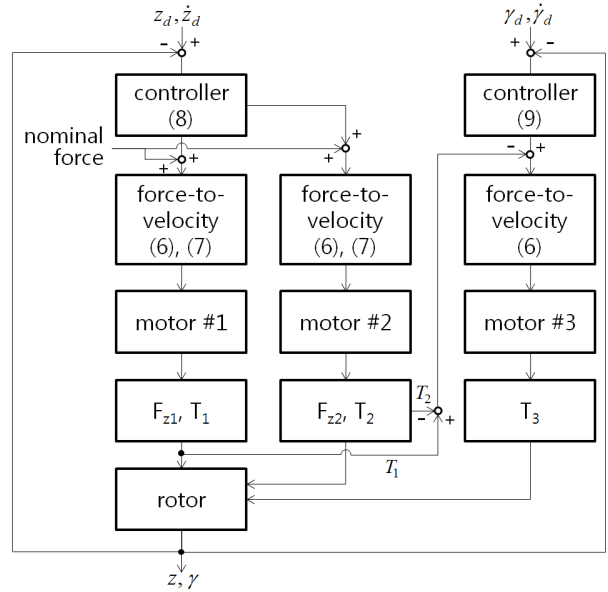 z_d, ż_d
γ_d, γ̇_d
- +
+ -
controller
(8)
controller
(9)
nominal
force
+ +
+ +
- +
force-to-
velocity
(6), (7)
force-to-
velocity
(6), (7)
force-to-
velocity
(6)
motor #1
motor #2
motor #3
F_z1, T_1
F_z2, T_2
T_2
- +
T_3
T_1
rotor
z, γ